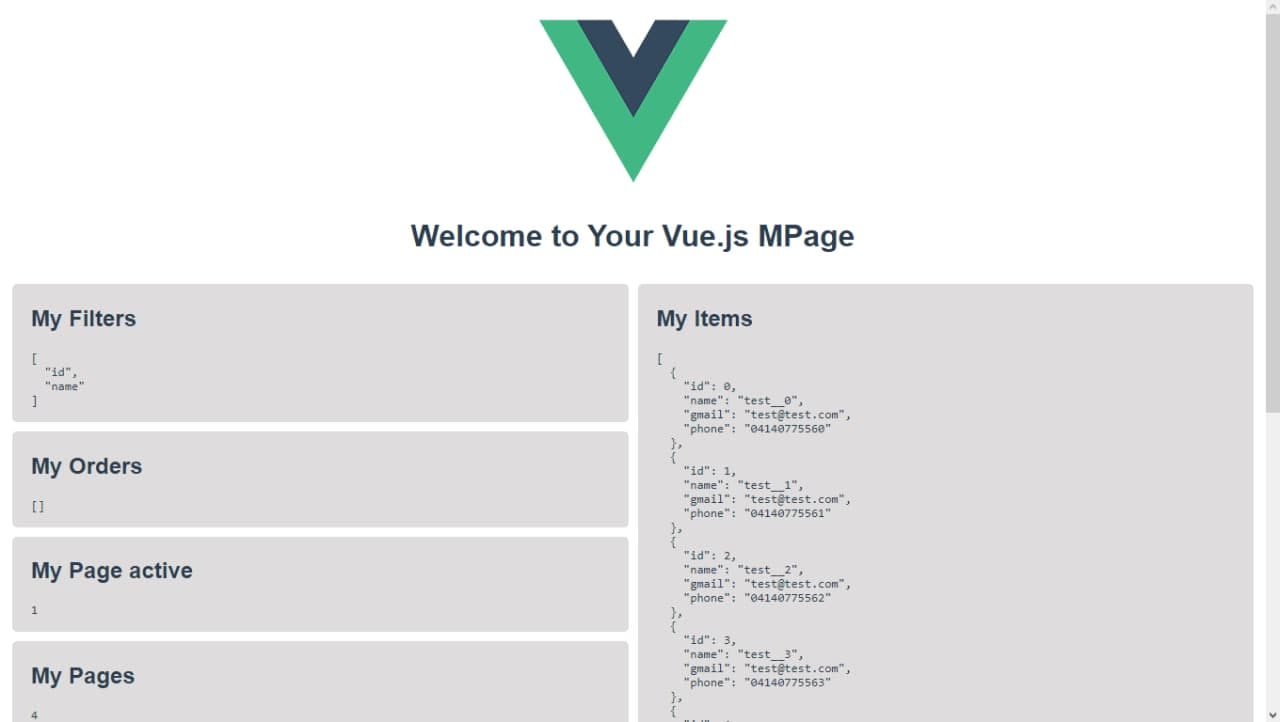 Welcome to Your Vue.js MPage
My Filters
[
  "id",
  "name"
]
My Orders
[]
My Page active
1
My Pages
4
My Items
[
  {
    "id": 0,
    "name": "test__0",
    "gmail": "test@test.com",
    "phone": "04140775560"
  },
  {
    "id": 1,
    "name": "test__1",
    "gmail": "test@test.com",
    "phone": "04140775561"
  },
  {
    "id": 2,
    "name": "test__2",
    "gmail": "test@test.com",
    "phone": "04140775562"
  },
  {
    "id": 3,
    "name": "test__3",
    "gmail": "test@test.com",
    "phone": "04140775563"
  },
  {